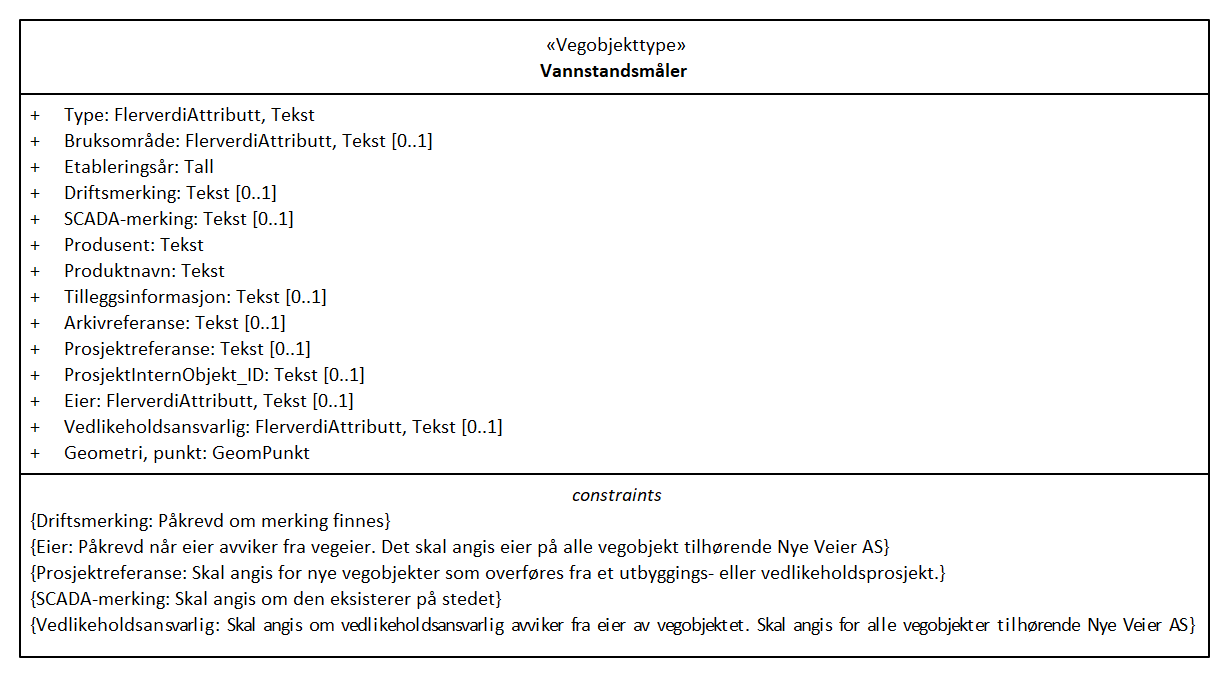 «Vegobjekttype»
Vannstandsmåler
+ Type: FlerverdiAttributt, Tekst
+ Bruksområde: FlerverdiAttributt, Tekst [0..1]
+ Etableringsår: Tall
+ Driftsmerking: Tekst [0..1]
+ SCADA-merking: Tekst [0..1]
+ Produsent: Tekst
+ Produktnavn: Tekst
+ Tilleggsinformasjon: Tekst [0..1]
+ Arkivreferanse: Tekst [0..1]
+ Prosjektreferanse: Tekst [0..1]
+ ProsjektInternObjekt_ID: Tekst [0..1]
+ Eier: FlerverdiAttributt, Tekst [0..1]
+ Vedlikeholdsansvarlig: FlerverdiAttributt, Tekst [0..1]
+ Geometri, punkt: GeomPunkt
constraints
{Driftsmerking: Påkrevd om merking finnes}
{Eier: Påkrevd når eier avviker fra vegeier. Det skal angis eier på alle vegobjekt tilhørende Nye Veier AS}
{Prosjektreferanse: Skal angis for nye vegobjekter som overføres fra et utbyggings- eller vedlikeholdsprosjekt.}
{SCADA-merking: Skal angis om den eksisterer på stedet}
{Vedlikeholdsansvarlig: Skal angis om vedlikeholdsansvarlig avviker fra eier av vegobjektet. Skal angis for alle vegobjekter tilhørende Nye Veier AS}